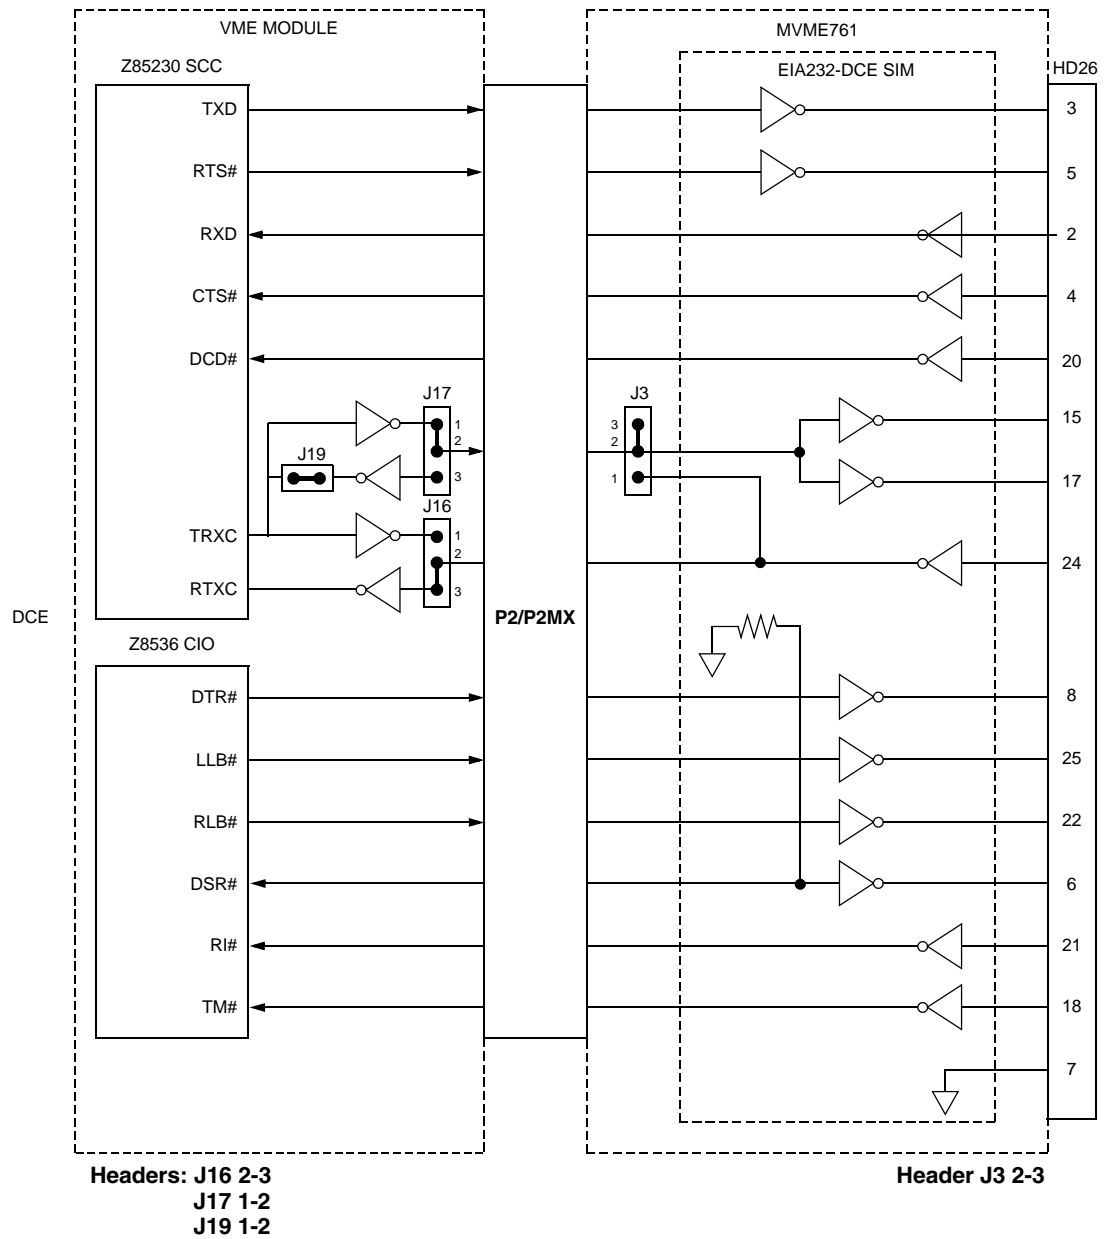 VME MODULE
MVME761
Z85230 SCC
EIA232-DCE SIM
HD26
TXD
3
RTS#
5
RXD
2
CTS#
4
DCD#
20
J17
J3
15
1
3
2
2
J19
3
1
17
J16
TRXC
1
2
24
RTXC
3
DCE
P2/P2MX
Z8536 CIO
DTR#
8
LLB#
25
RLB#
22
DSR#
6
RI#
21
TM#
18
7
Headers: J16 2-3
J17 1-2
J19 1-2
Header J3 2-3